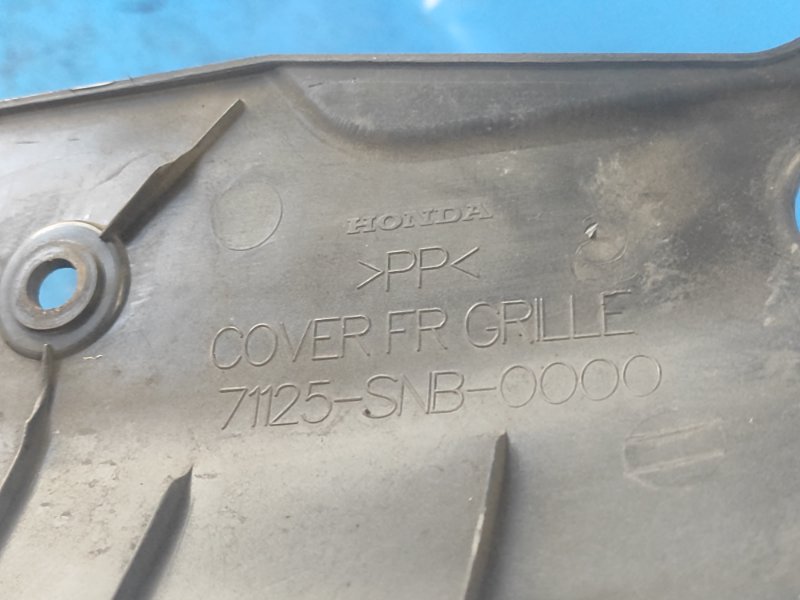 HONDA
>PP<
COVER FR GRILLE
71125-SNB-0000